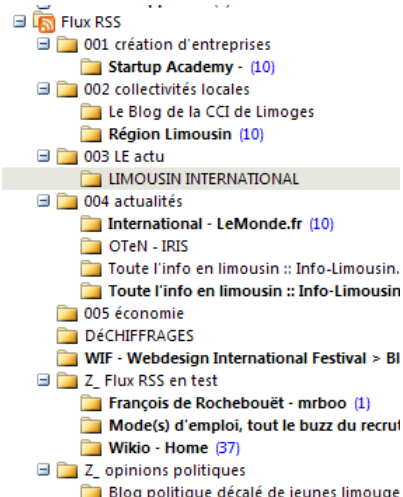 Flux RSS
001 création d'entreprises
Startup Academy - (10)
002 collectivités locales
Le Blog de la CCI de Limoges
Région Limousin (10)
003 LE actu
LIMOUSIN INTERNATIONAL
004 actualités
International - LeMonde.fr (10)
OTeN - IRIS
Toute l'info en limousin :: Info-Limousin.
Toute l'info en limousin :: Info-Limousin
005 économie
DéCHIFFRAGES
WIF - Webdesign International Festival > Bl
Z_ Flux RSS en test
François de Rochebouët - mrboo (1)
Mode(s) d'emploi, tout le buzz du recrut
Wikio - Home (37)
Z_ opinions politiques
Blog politique décalé de jeunes limouge